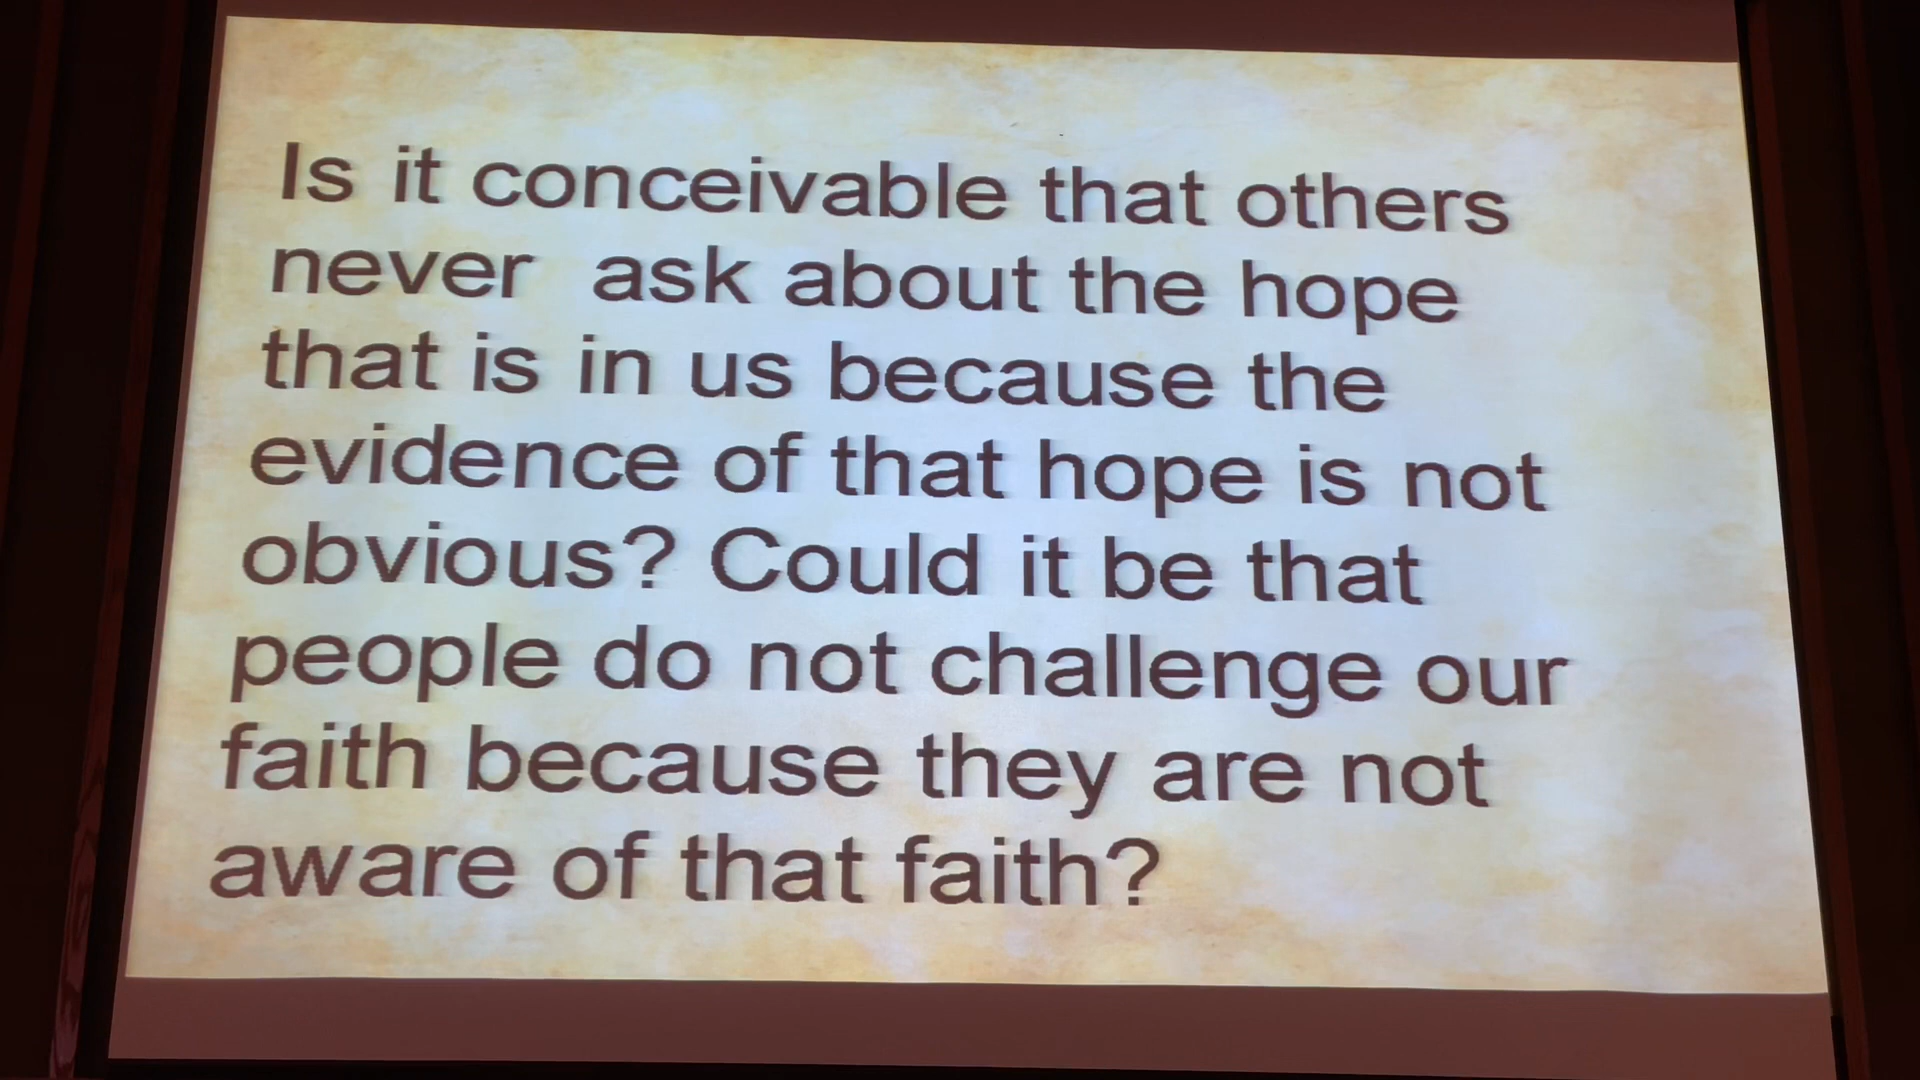 Is it conceivable that others
never ask about the hope
that is in us because the
evidence of that hope is not
obvious? Could it be that
people do not challenge our
faith because they are not
aware of that faith?